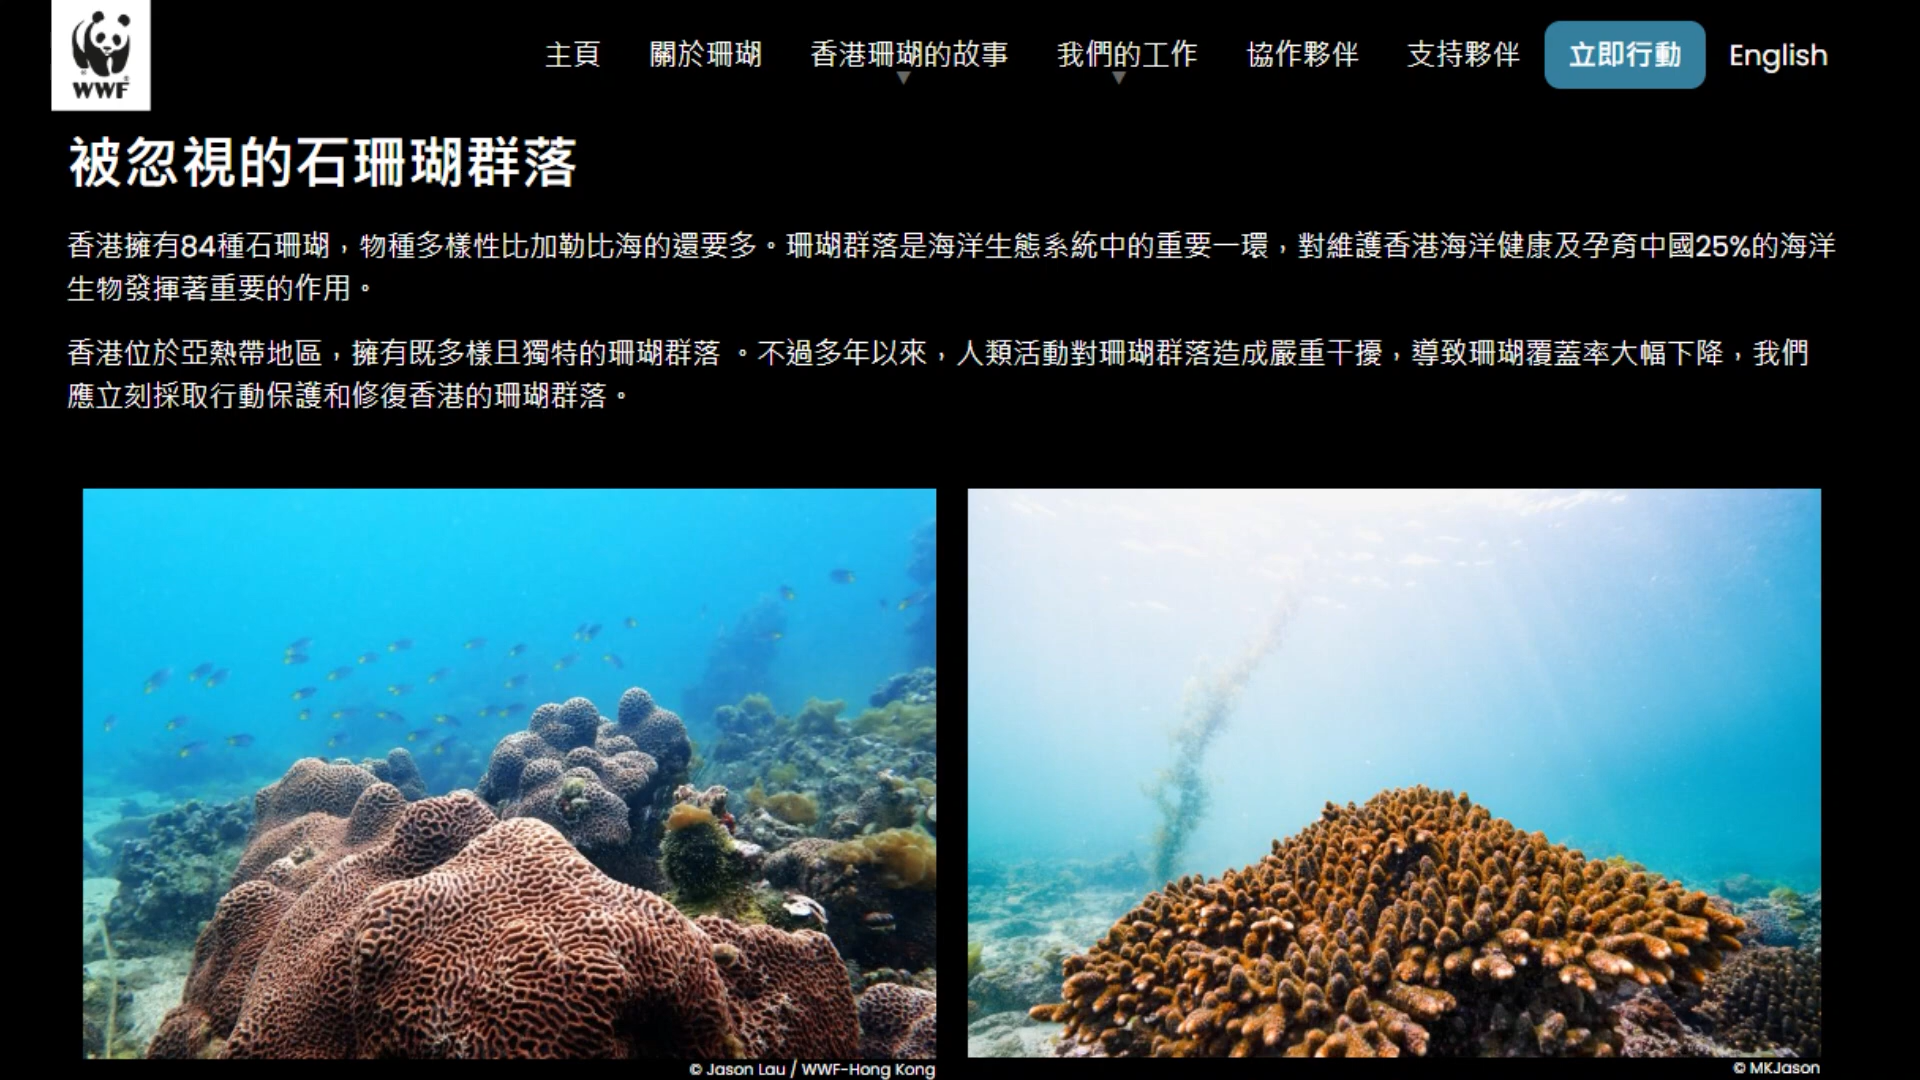 WWF
主頁 關於珊瑚 香港珊瑚的故事 我們的工作 協作夥伴 支持夥伴 立即行動 English
被忽視的石珊瑚群落
香港擁有84種石珊瑚，物種多樣性比加勒比海的還要多。珊瑚群落是海洋生態系統中的重要一環，對維護香港海洋健康及孕育中國25%的海洋
生物發揮著重要的作用。
香港位於亞熱帶地區，擁有既多樣且獨特的珊瑚群落 。不過多年以來，人類活動對珊瑚群落造成嚴重干擾，導致珊瑚覆蓋率大幅下降，我們
應立刻採取行動保護和修復香港的珊瑚群落。
© Jason Lau / WWF-Hong Kong
© MKJason